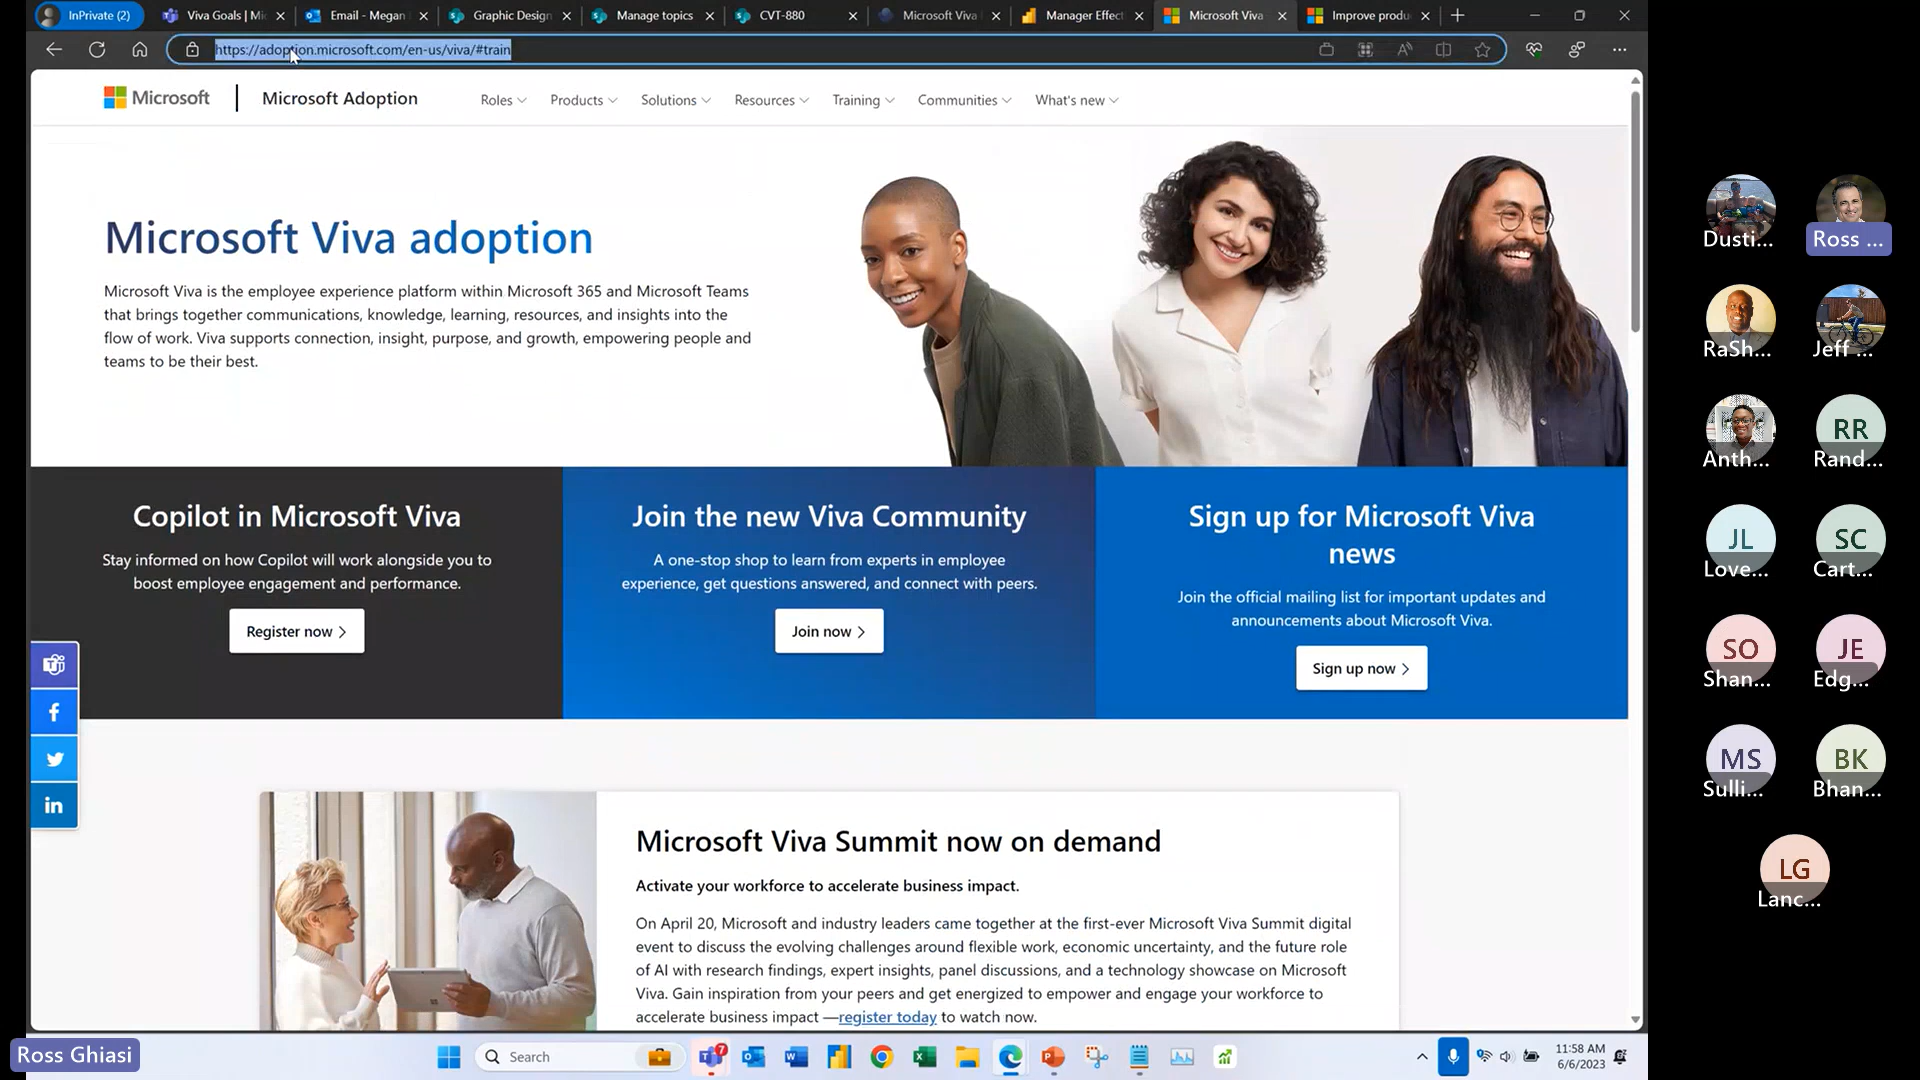 InPrivate (2)
Viva Goals | Mic
Email - Megan
Graphic Design
Manage topics
CVT-880
Microsoft Viva
Manager Effect
Microsoft Viva
Improve produ
https://adoption.microsoft.com/en-us/viva/#train
Microsoft
Microsoft Adoption
Roles
Products
Solutions
Resources
Training
Communities
What's new
Microsoft Viva adoption
Microsoft Viva is the employee experience platform within Microsoft 365 and Microsoft Teams
that brings together communications, knowledge, learning, resources, and insights into the
flow of work. Viva supports connection, insight, purpose, and growth, empowering people and
teams to be their best.
Copilot in Microsoft Viva
Stay informed on how Copilot will work alongside you to
boost employee engagement and performance.
Register now
Join the new Viva Community
A one-stop shop to learn from experts in employee
experience, get questions answered, and connect with peers.
Join now
Sign up for Microsoft Viva
news
Join the official mailing list for important updates and
announcements about Microsoft Viva.
Sign up now
Microsoft Viva Summit now on demand
Activate your workforce to accelerate business impact.
On April 20, Microsoft and industry leaders came together at the first-ever Microsoft Viva Summit digital
event to discuss the evolving challenges around flexible work, economic uncertainty, and the future role
of AI with research findings, expert insights, panel discussions, and a technology showcase on Microsoft
Viva. Gain inspiration from your peers and get energized to empower and engage your workforce to
accelerate business impact —register today to watch now.
Dusti...
Ross ...
RaSh...
Jeff ...
Anth...
RR
Rand...
JL
Love...
SC
Cart...
SO
Shan...
JE
Edg...
MS
Sulli...
BK
Bhan...
LG
Lanc...
Ross Ghiasi
Search
7
11:58 AM
6/6/2023